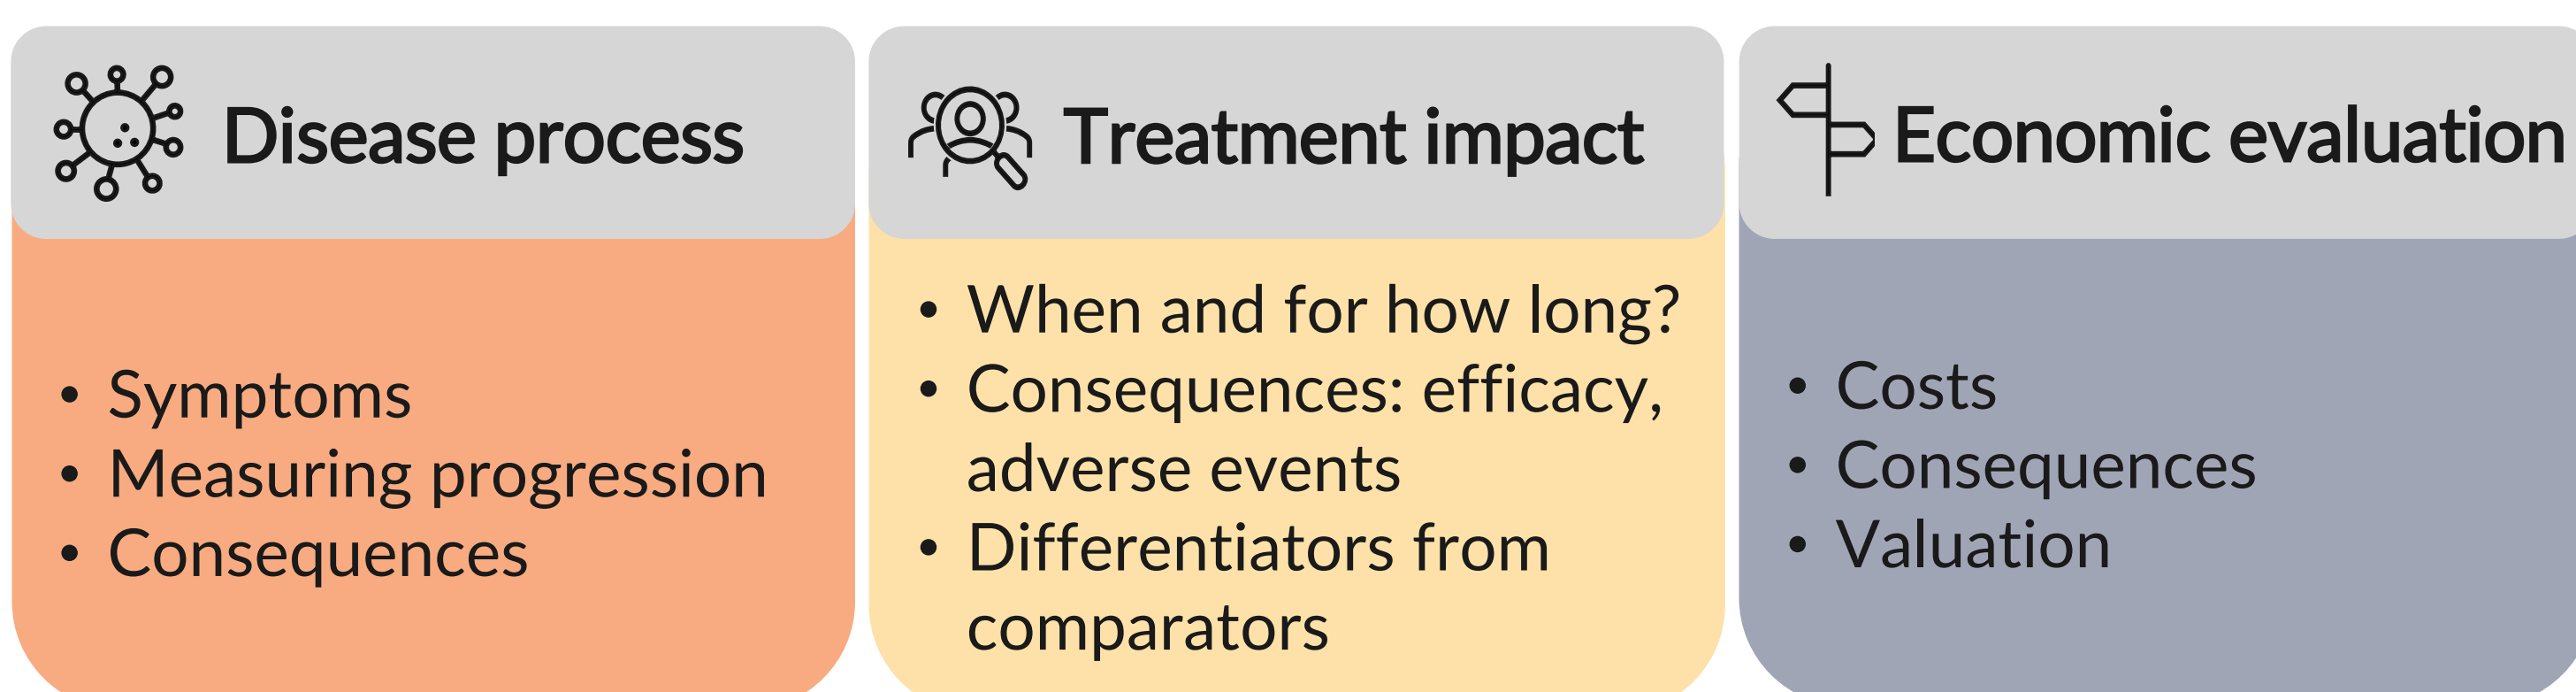 Disease process
• Symptoms
• Measuring progression
• Consequences
Treatment impact
• When and for how long?
• Consequences: efficacy,
adverse events
• Differentiators from
comparators
Economic evaluation
• Costs
• Consequences
• Valuation